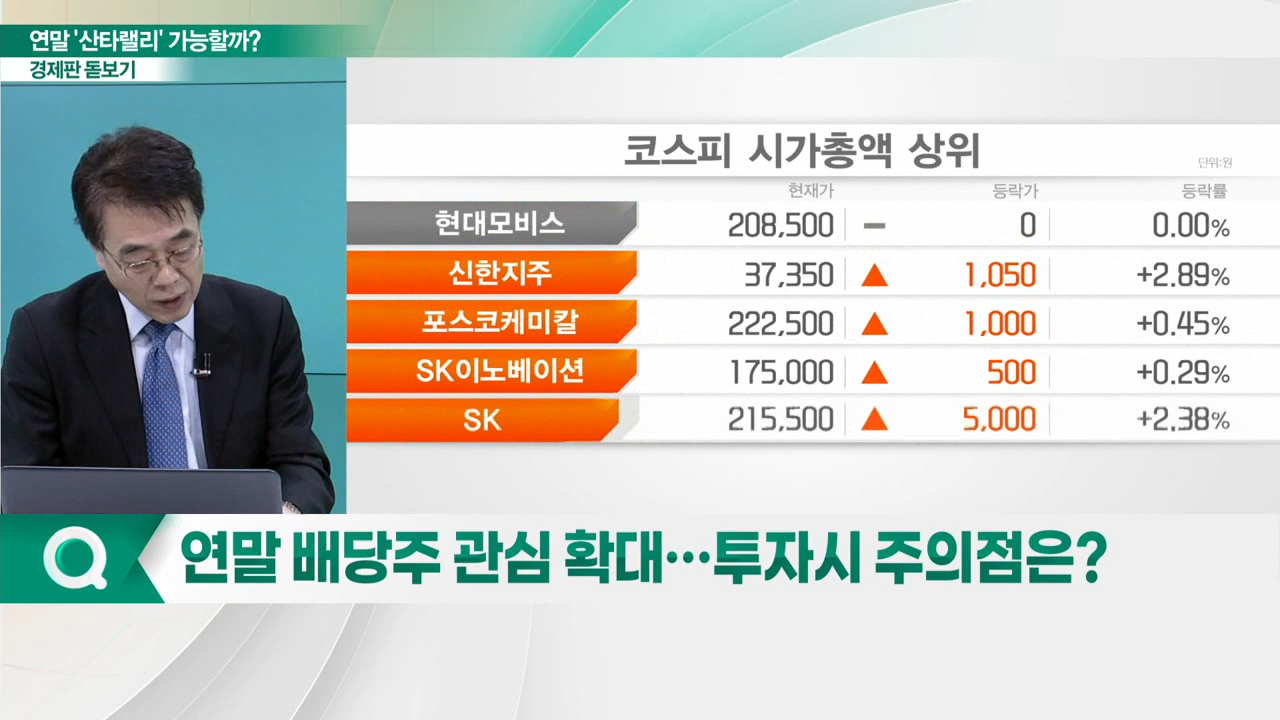 연말 '산타랠리' 가능할까?
경제판 돋보기
코스피 시가총액 상위
단위:원
현재가 등락가 등락률
현대모비스 208,500 0 0.00%
신한지주 37,350 ▲ 1,050 +2.89%
포스코케미칼 222,500 ▲ 1,000 +0.45%
SK이노베이션 175,000 ▲ 500 +0.29%
SK 215,500 ▲ 5,000 +2.38%
Q 연말 배당주 관심 확대…투자시 주의점은?